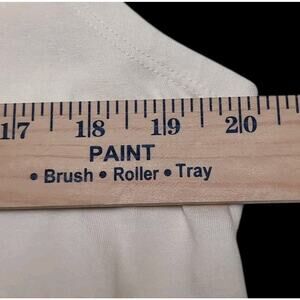 17 18 19 20
PAINT
• Brush • Roller • Tray